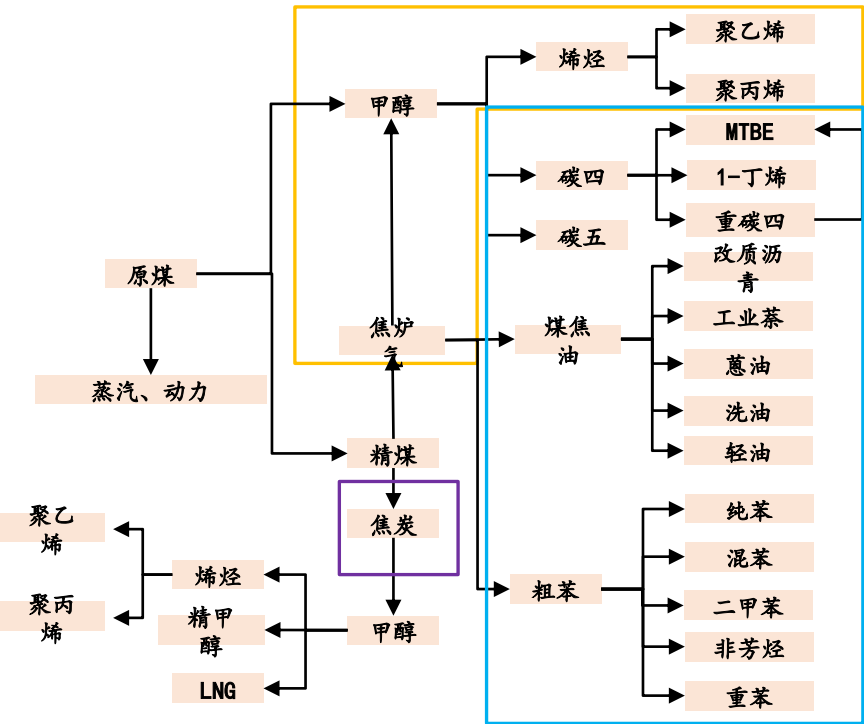 聚乙烯
烯烃
聚丙烯
甲醇
MTBE
碳四
1-丁烯
重碳四
碳五
改质沥
青
原煤
工业萘
焦炉
气
煤焦
油
蒽油
蒸汽、动力
洗油
精煤
轻油
聚乙
烯
焦炭
纯苯
混苯
烯烃
粗苯
聚丙
烯
精甲
醇
甲醇
二甲苯
非芳烃
LNG
重苯